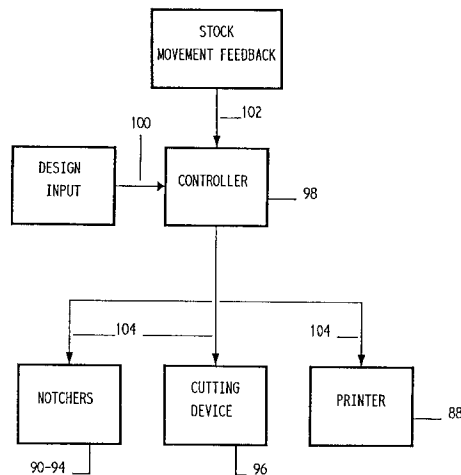 STOCK
MOVEMENT FEEDBACK
102
100
DESIGN
INPUT
CONTROLLER
98
104
104
NOTCHERS
CUTTING
DEVICE
PRINTER
88
90-94
96